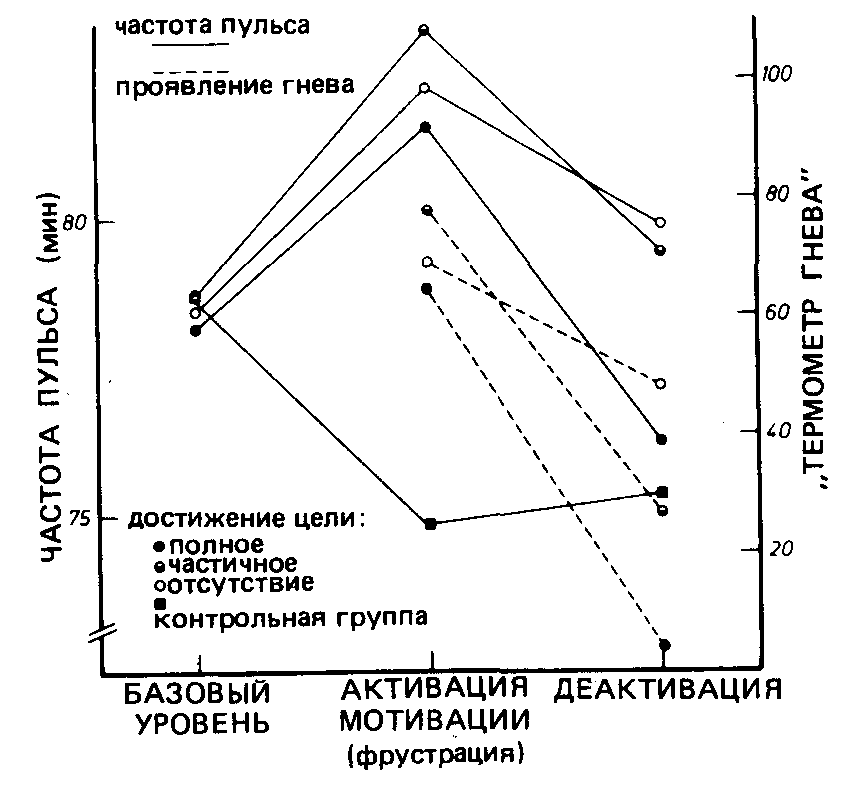 частота пульса
проявление гнева
100
80
60
40
20
80
75
ЧАСТОТА ПУЛЬСА (мин)
„ТЕРМОМЕТР ГНЕВА"
достижение цели:
полное
частичное
отсутствие
контрольная группа
БАЗОВЫЙ
УРОВЕНЬ
АКТИВАЦИЯ
МОТИВАЦИИ
(фрустрация)
ДЕАКТИВАЦИЯ